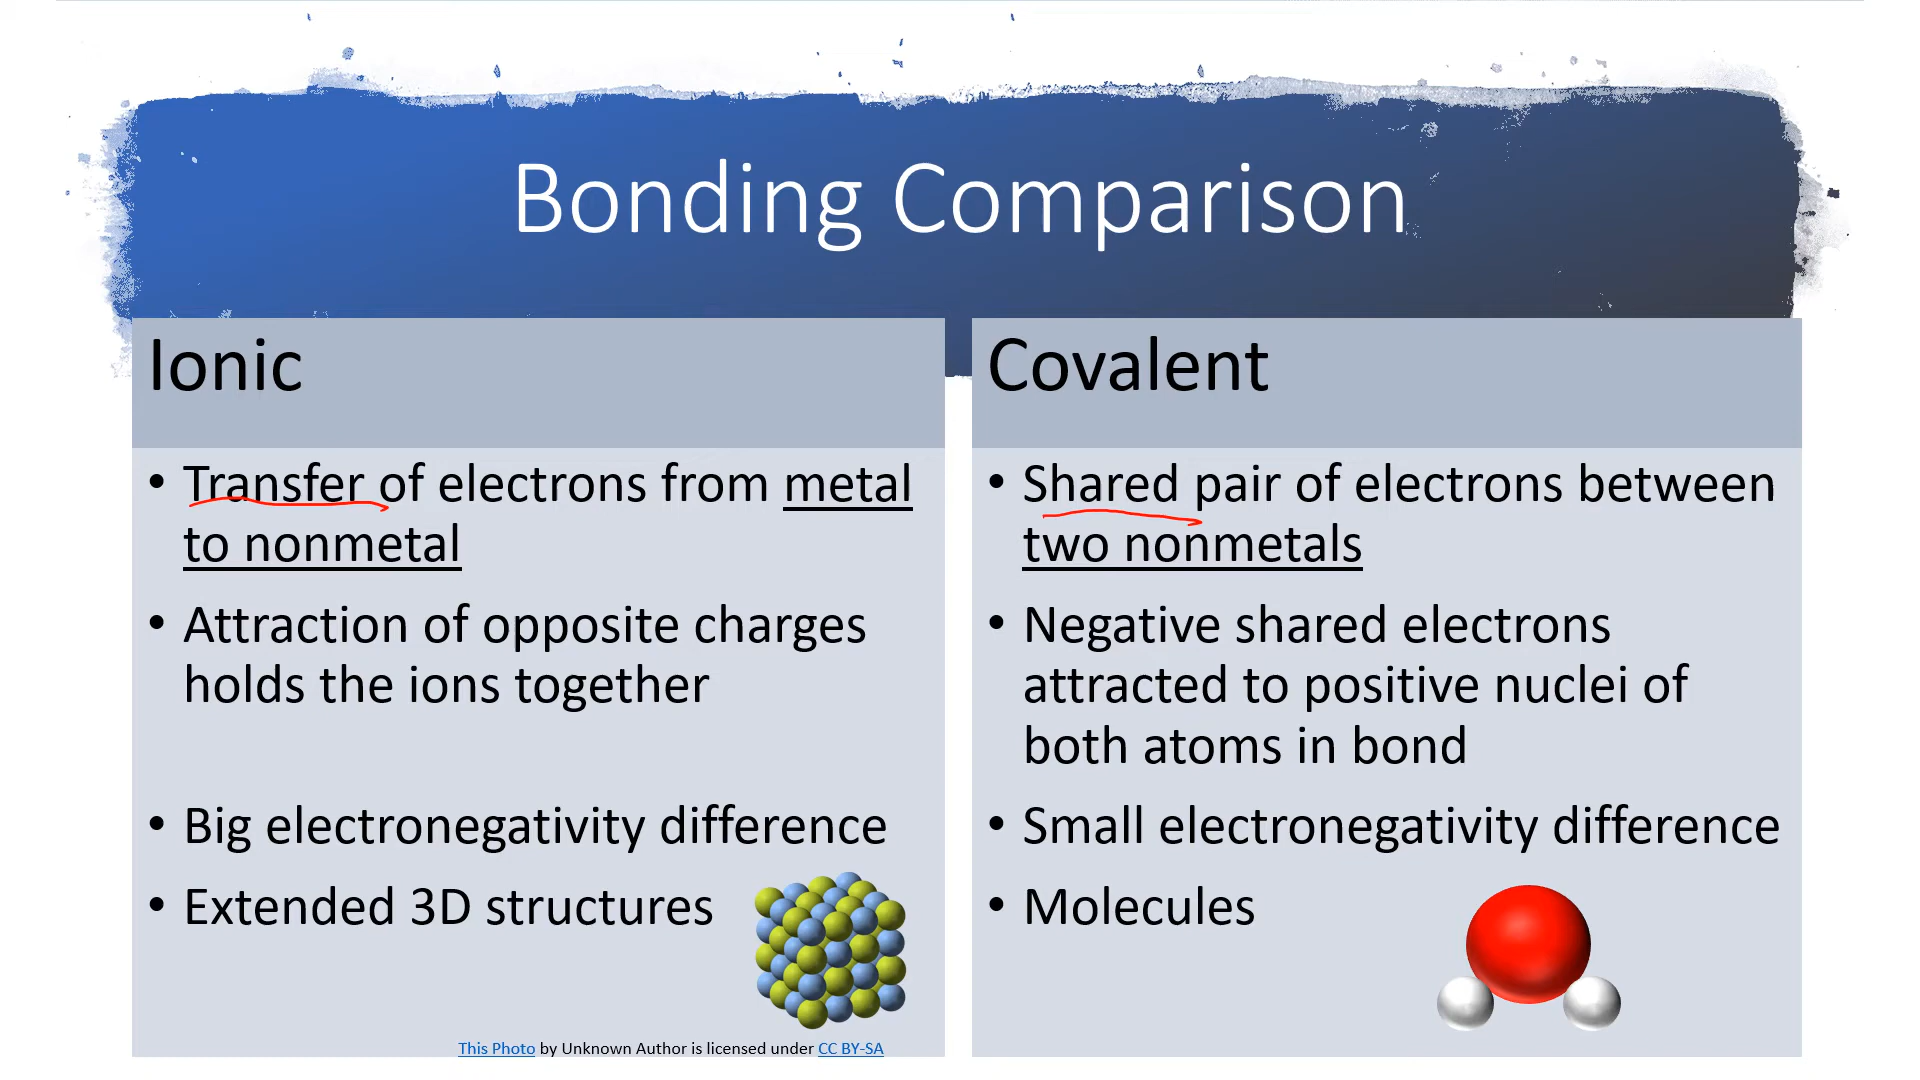 Bonding Comparison
Ionic
• Transfer of electrons from metal
to nonmetal
• Attraction of opposite charges
holds the ions together
• Big electronegativity difference
• Extended 3D structures
This Photo by Unknown Author is licensed under CC BY-SA
Covalent
• Shared pair of electrons between
two nonmetals
• Negative shared electrons
attracted to positive nuclei of
both atoms in bond
• Small electronegativity difference
• Molecules